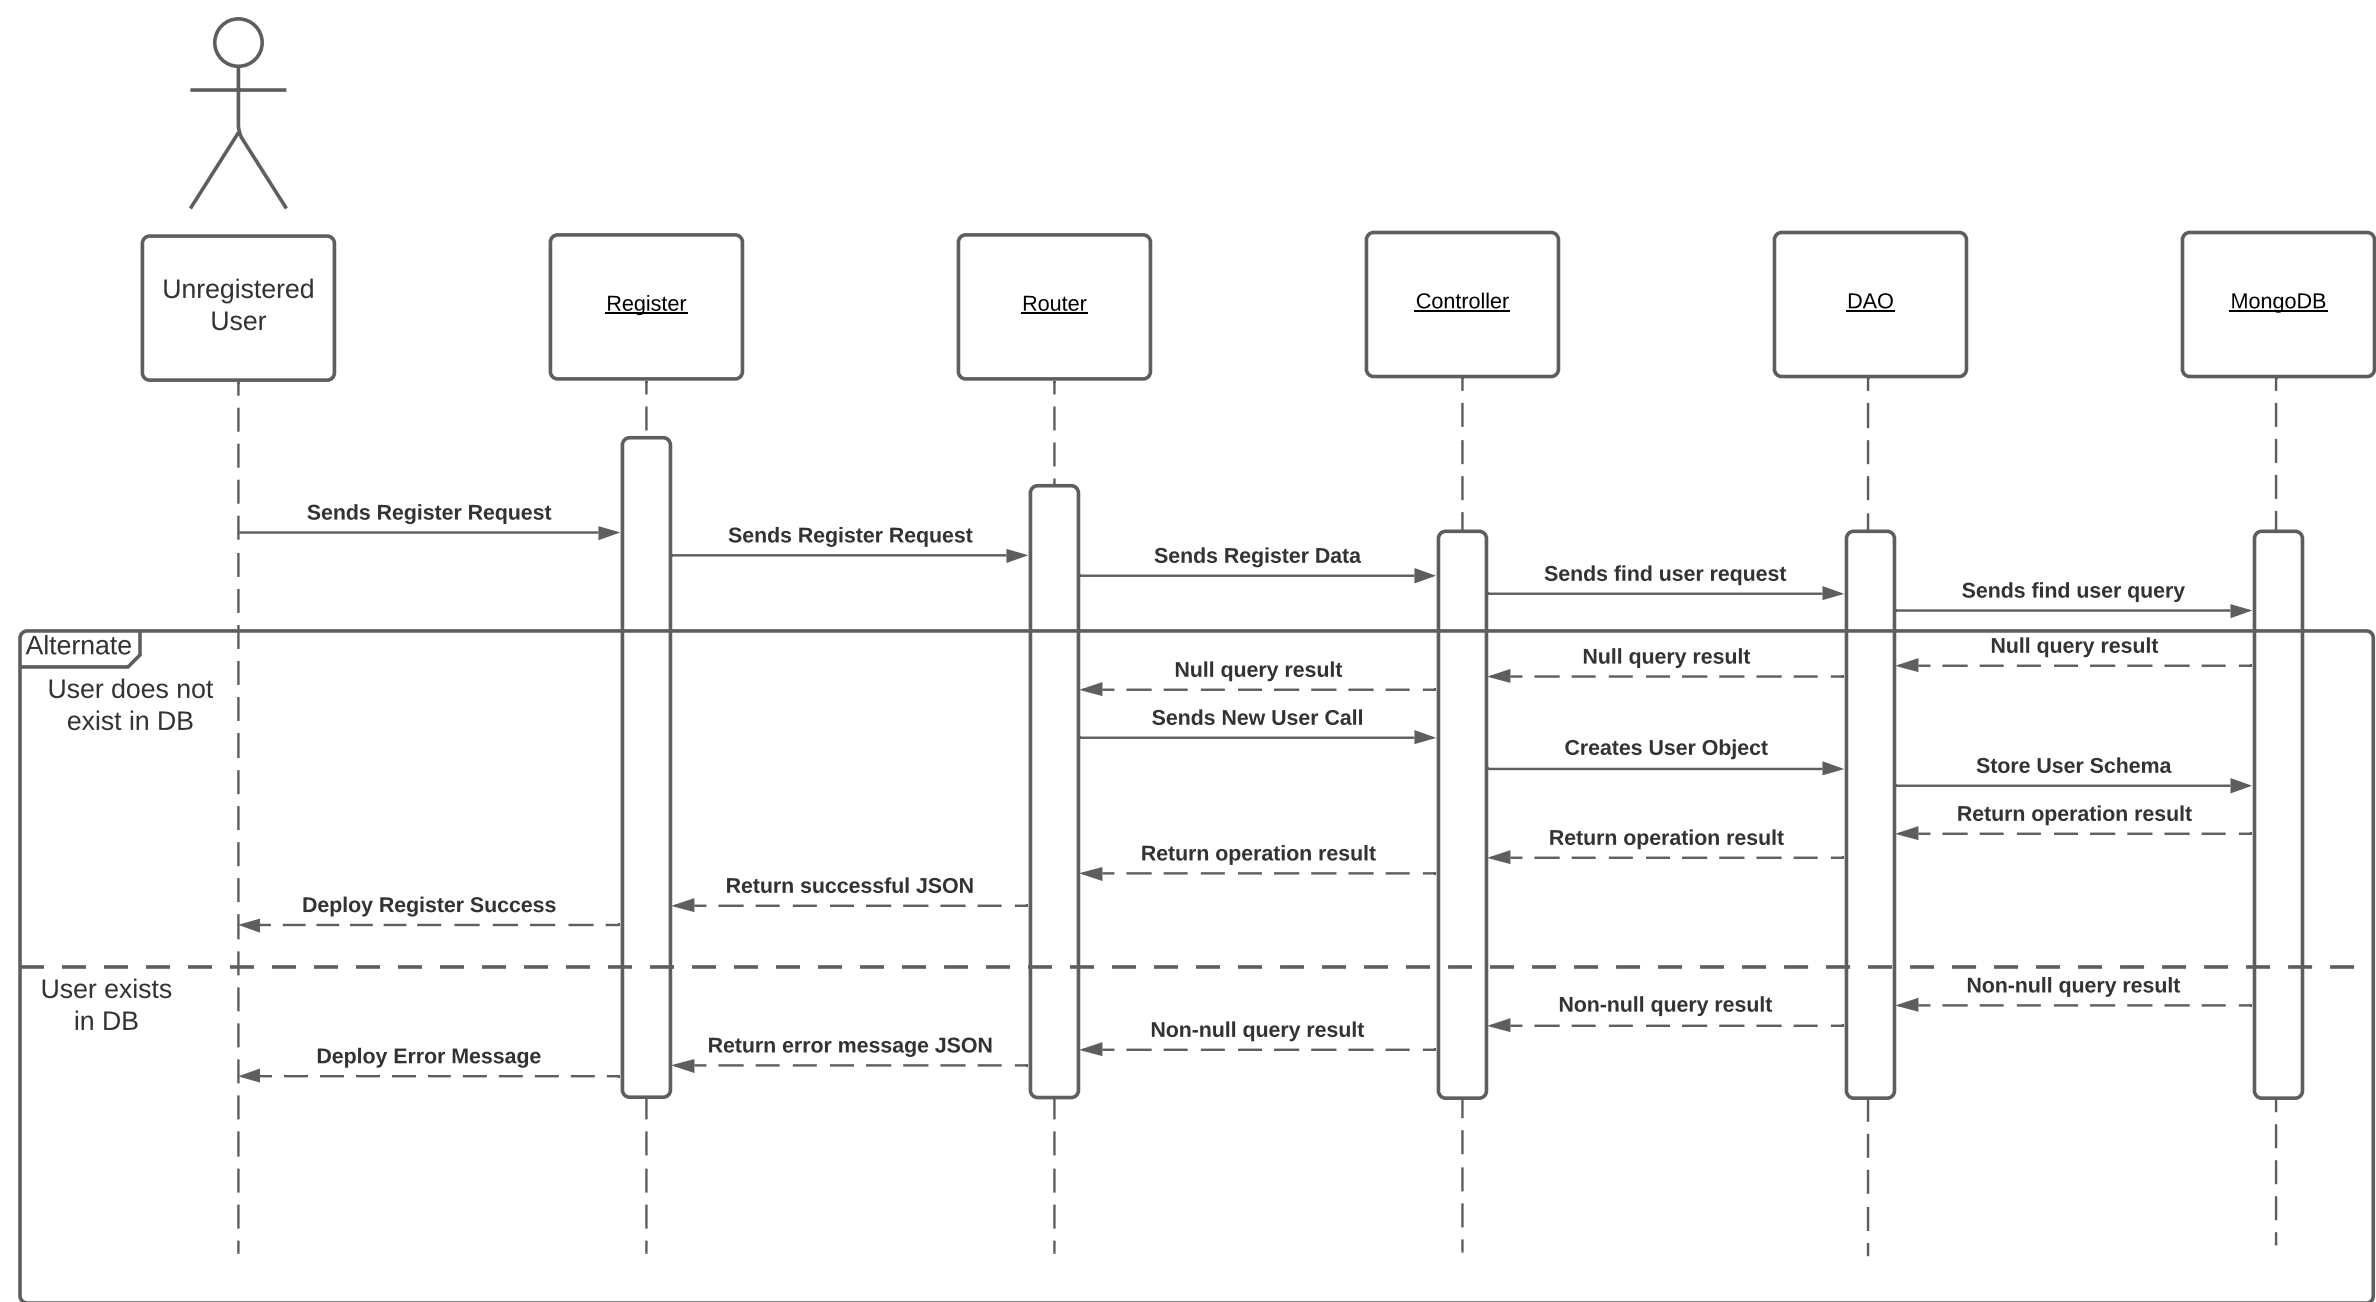 Unregistered
User
Register
Router
Controller
DAO
MongoDB
Sends Register Request
Sends Register Request
Sends Register Data
Sends find user request
Sends find user query
Alternate
User does not
exist in DB
Null query result
Null query result
Null query result
Sends New User Call
Creates User Object
Store User Schema
Return operation result
Return operation result
Return operation result
Return successful JSON
Deploy Register Success
User exists
in DB
Non-null query result
Non-null query result
Non-null query result
Return error message JSON
Deploy Error Message